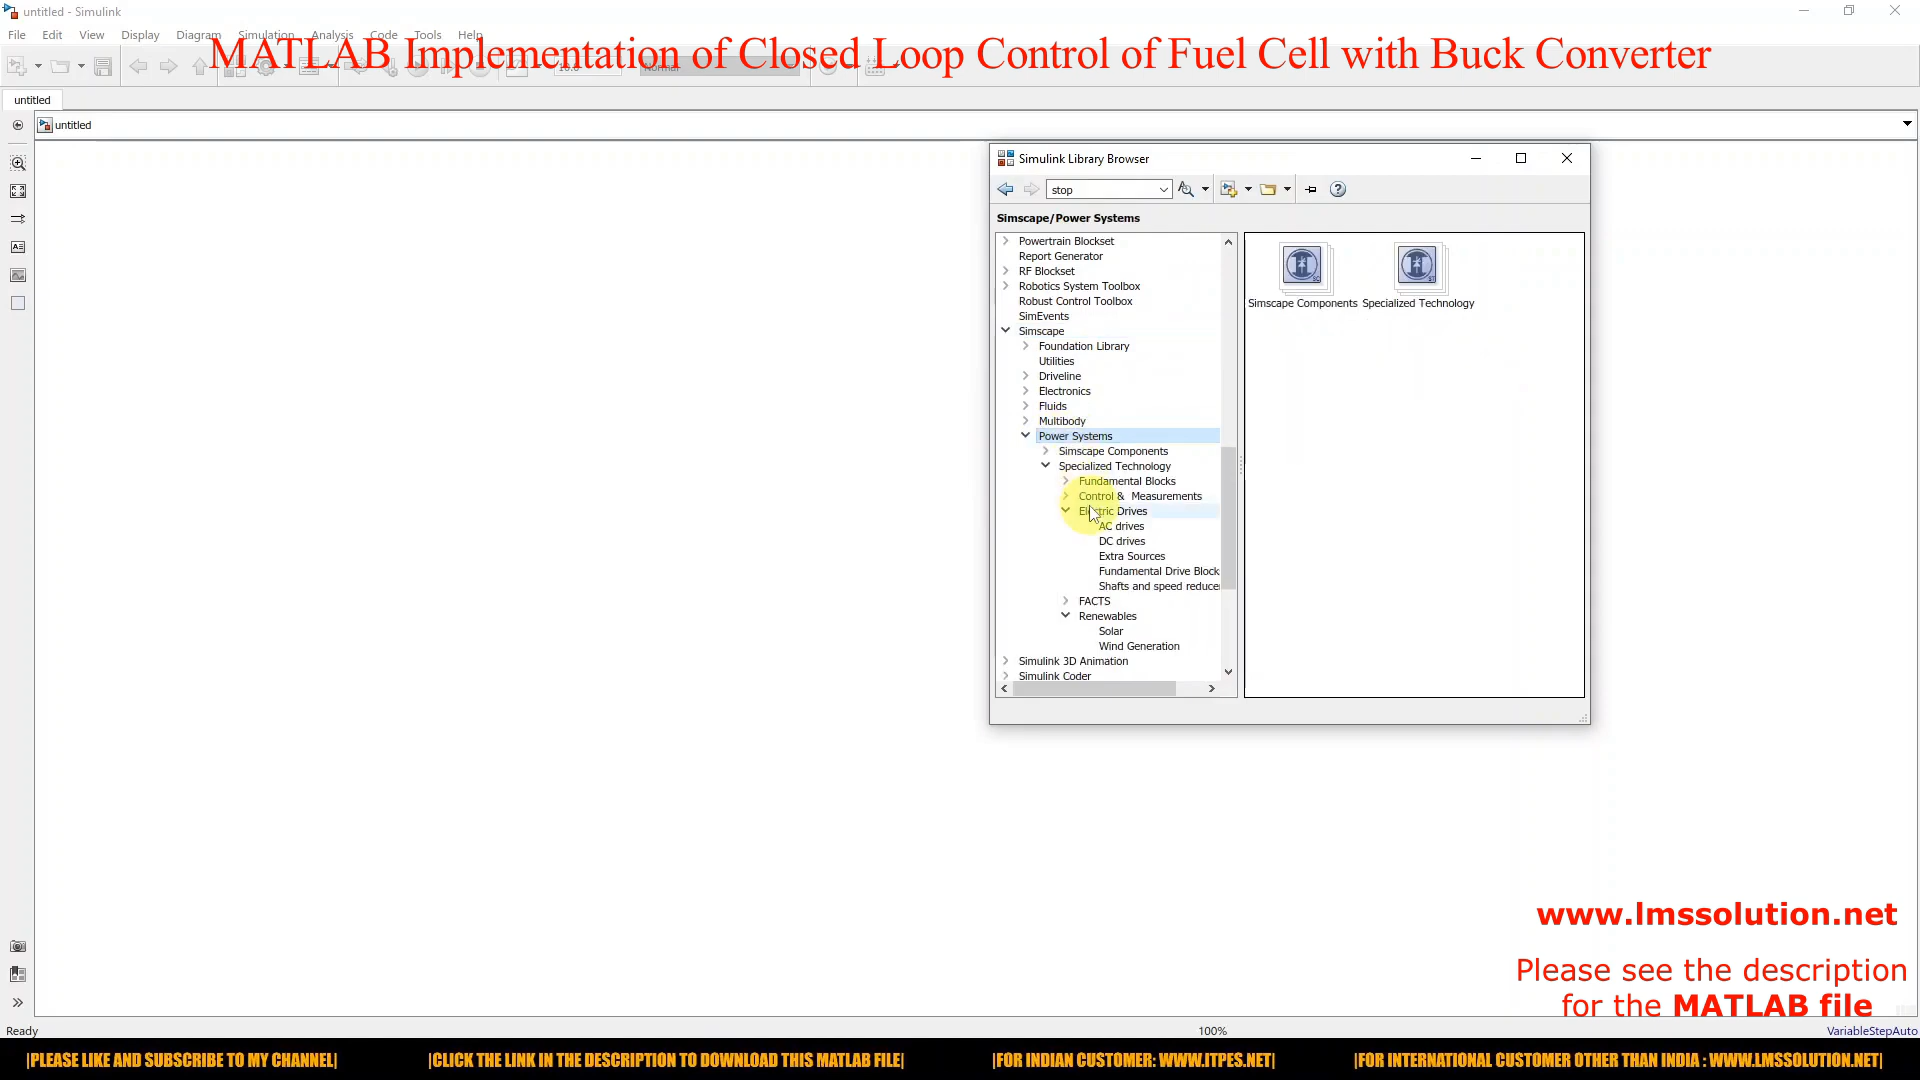 untitled - Simulink
File Edit View Display Diagram Simulation Analysis Code Tools Help
MATLAB Implementation of Closed Loop Control of Fuel Cell with Buck Converter
10.0 Normal
untitled
untitled
Simulink Library Browser
stop
Simscape/Power Systems
Powertrain Blockset
Report Generator
RF Blockset
Robotics System Toolbox
Robust Control Toolbox
SimEvents
Simscape
Foundation Library
Utilities
Driveline
Electronics
Fluids
Multibody
Power Systems
Simscape Components
Specialized Technology
Fundamental Blocks
Control & Measurements
Electric Drives
AC drives
DC drives
Extra Sources
Fundamental Drive Block
Shafts and speed reduce
FACTS
Renewables
Solar
Wind Generation
Simulink 3D Animation
Simulink Coder
Simscape Components Specialized Technology
www.lmssolution.net
Please see the description
for the MATLAB file
Ready 100% VariableStepAuto
|PLEASE LIKE AND SUBSCRIBE TO MY CHANNEL| |CLICK THE LINK IN THE DESCRIPTION TO DOWNLOAD THIS MATLAB FILE| |FOR INDIAN CUSTOMER: WWW.ITPES.NET| |FOR INTERNATIONAL CUSTOMER OTHER THAN INDIA : WWW.LMSSOLUTION.NET|